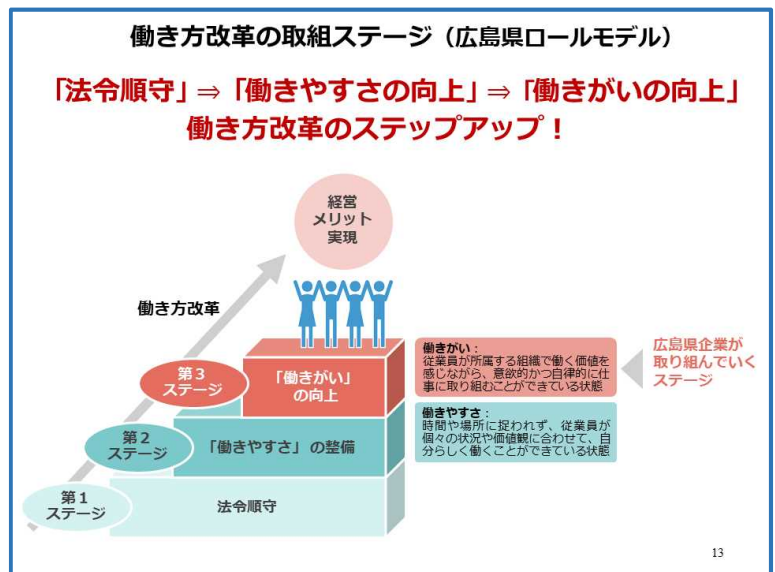 働き方改革の取組ステージ（広島県ロールモデル）
「法令順守」⇒「働きやすさの向上」⇒「働きがいの向上」
働き方改革のステップアップ！
経営
メリット
実現
働き方改革
第３
ステージ
「働きがい」
の向上
働きがい：
従業員が所属する組織で働く価値を
感じながら、意欲的かつ自律的に仕
事に取り組むことができている状態
広島県企業が
取り組んでいく
ステージ
第２
ステージ
「働きやすさ」の整備
働きやすさ：
時間や場所に捉われず、従業員が
個々の状況や価値観に合わせて、自
分らしく働くことができている状態
第１
ステージ
法令順守
13